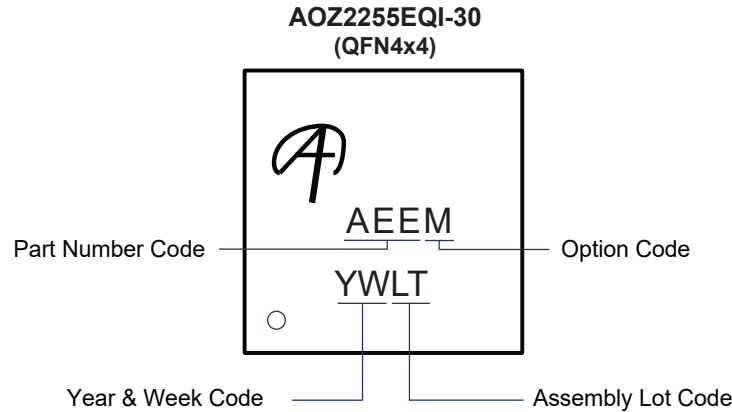 AOZ2255EQI-30
(QFN4x4)
AEEM
Part Number Code
Option Code
YWLT
Year & Week Code
Assembly Lot Code